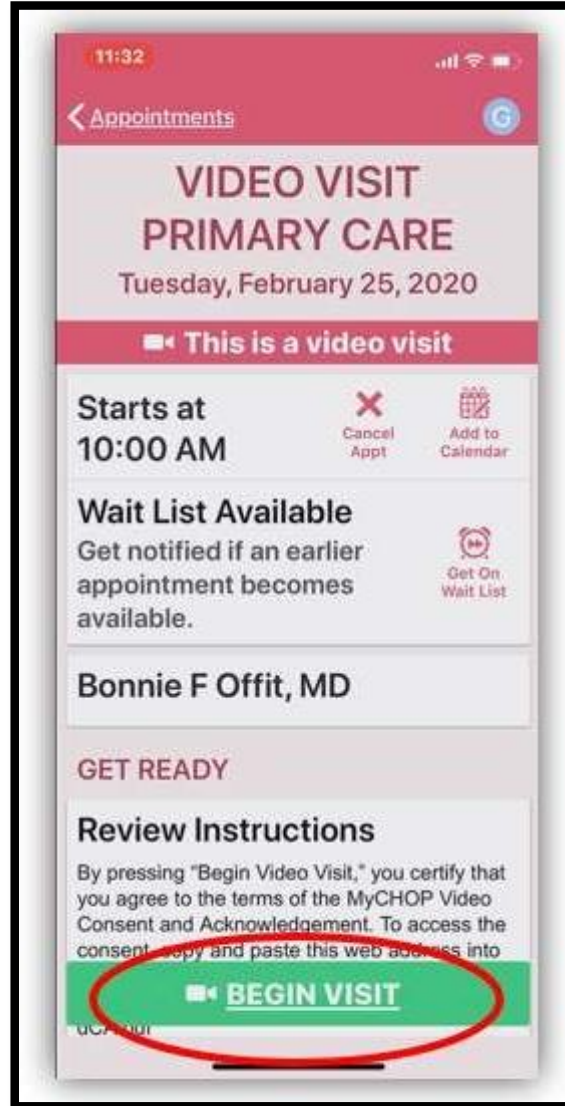 11:32
Appointments
G
VIDEO VISIT
PRIMARY CARE
Tuesday, February 25, 2020
This is a video visit
Starts at
10:00 AM
Cancel
Appt
Add to
Calendar
Wait List Available
Get notified if an earlier
appointment becomes
available.
Get On
Wait List
Bonnie F Offit, MD
GET READY
Review Instructions
By pressing "Begin Video Visit," you certify that
you agree to the terms of the MyCHOP Video
Consent and Acknowledgement. To access the
consent, copy and paste this web address into
BEGIN VISIT